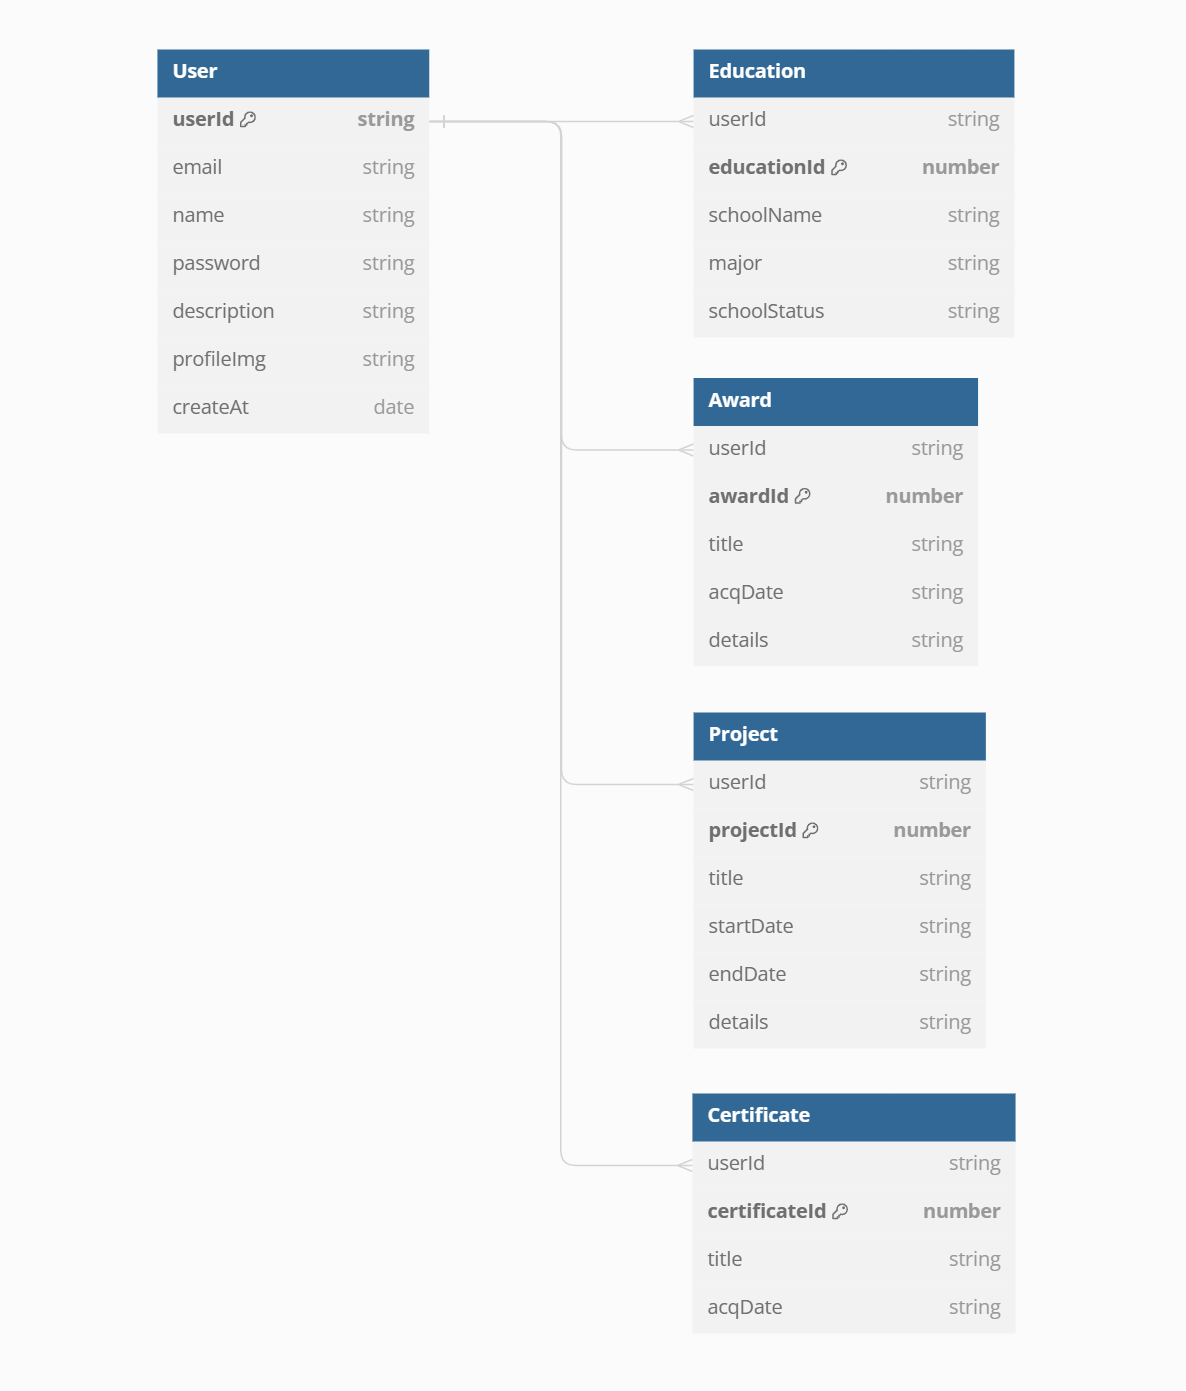 User
userId string
email string
name string
password string
description string
profileImg string
createAt date
Education
userId string
educationId number
schoolName string
major string
schoolStatus string
Award
userId string
awardId number
title string
acqDate string
details string
Project
userId string
projectId number
title string
startDate string
endDate string
details string
Certificate
userId string
certificateId number
title string
acqDate string